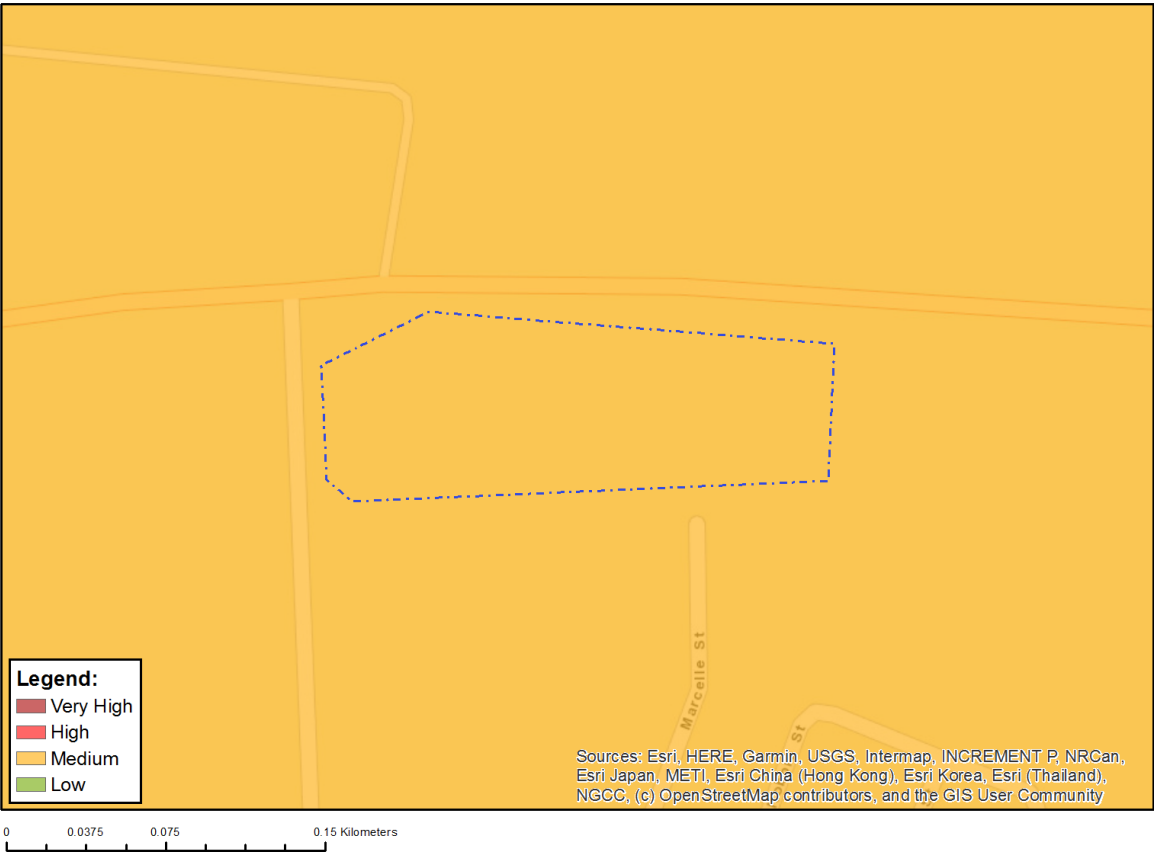 Marcelle St
St
Legend:
Very High
High
Medium
Low
Sources: Esri, HERE, Garmin, USGS, Intermap, INCREMENT P, NRCan,
Esri Japan, METI, Esri China (Hong Kong), Esri Korea, Esri (Thailand),
NGCC, (c) OpenStreetMap contributors, and the GIS User Community
0 0.0375 0.075 0.15 Kilometers